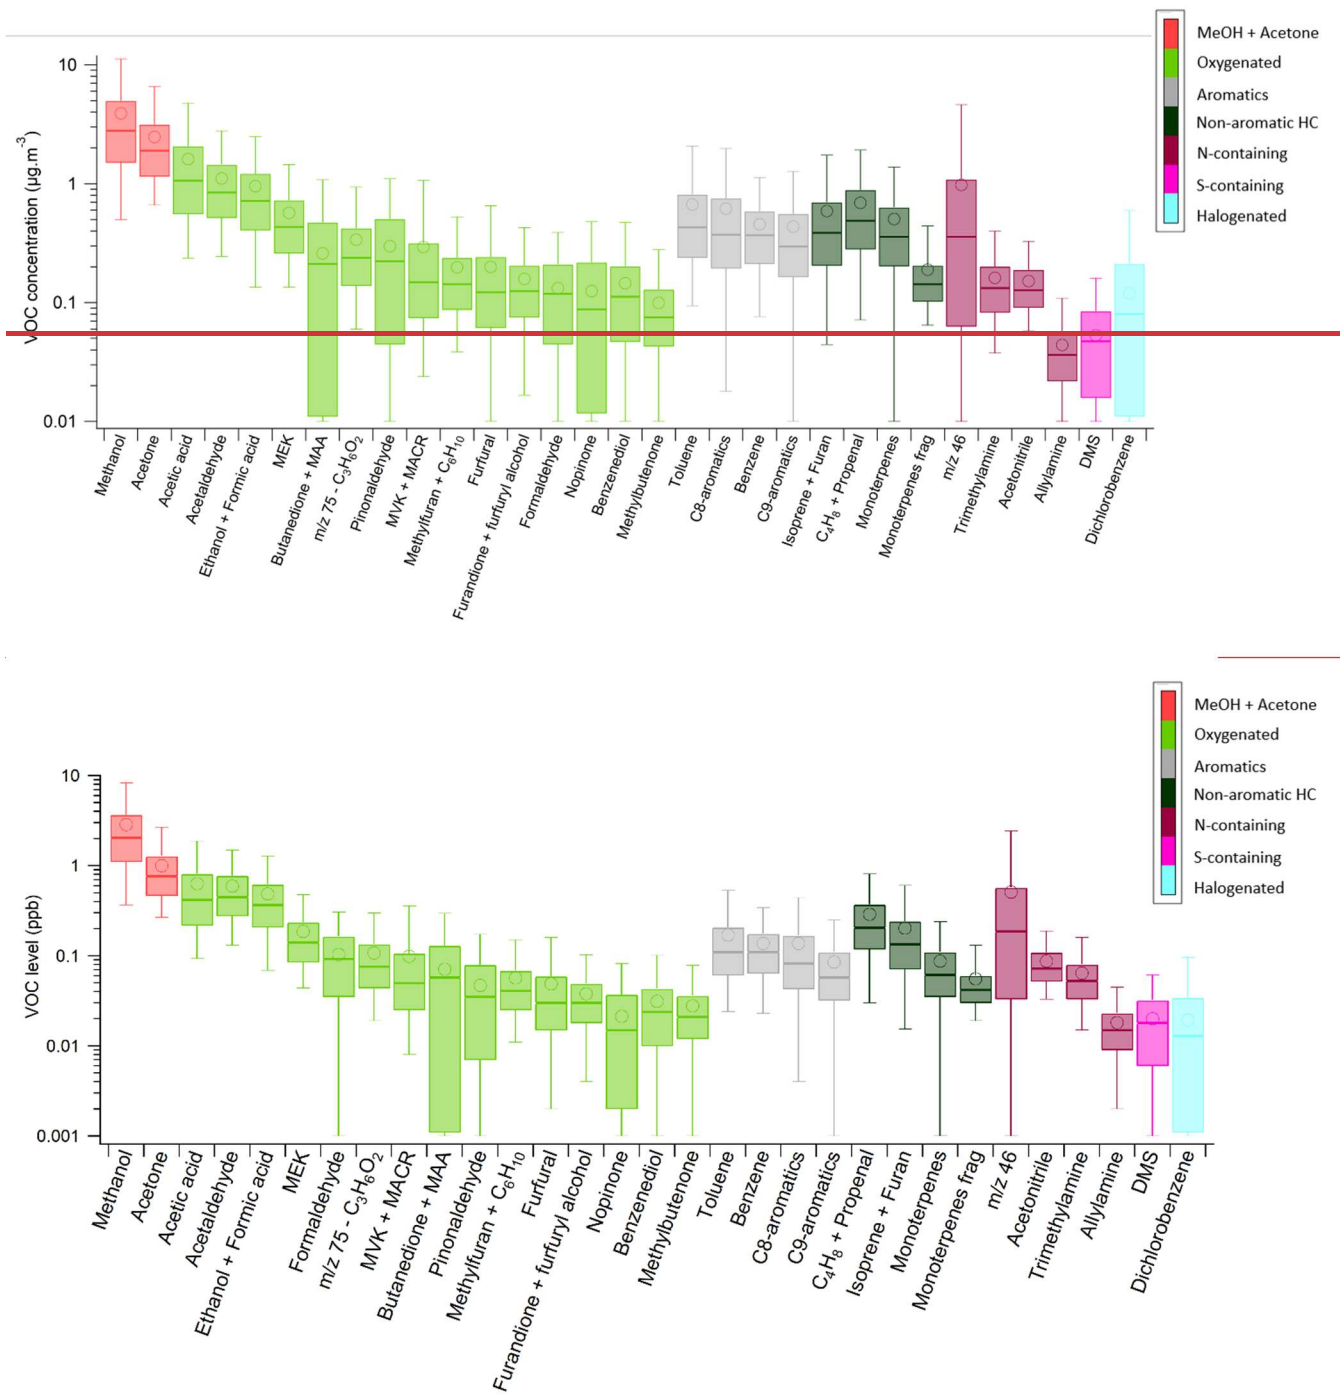 MeOH + Acetone
Oxygenated
Aromatics
Non-aromatic HC
N-containing
S-containing
Halogenated
VOC concentration (µg.m⁻³)
10
1
0.1
0.01
Methanol
Acetone
Acetic acid
Acetaldehyde
Ethanol + Formic acid
MEK
Butanedione + MAA
m/z 75 - C₃H₆O₂
Pinonaldehyde
MVK + MACR
Methylfuran + C₆H₁₀
Furfural
Furandione + furfuryl alcohol
Formaldehyde
Nopinone
Benzenediol
Methylbutenone
Toluene
C8-aromatics
Benzene
C9-aromatics
Isoprene + Furan
C₄H₈ + Propenal
Monoterpenes
Monoterpenes frag
m/z 46
Trimethylamine
Acetonitrile
Allylamine
DMS
Dichlorobenzene
MeOH + Acetone
Oxygenated
Aromatics
Non-aromatic HC
N-containing
S-containing
Halogenated
VOC level (ppb)
10
1
0.1
0.01
0.001
Methanol
Acetone
Acetic acid
Acetaldehyde
Ethanol + Formic acid
MEK
Formaldehyde
m/z 75 - C₃H₆O₂
MVK + MACR
Butanedione + MAA
Pinonaldehyde
Methylfuran + C₆H₁₀
Furfural
Furandione + furfuryl alcohol
Nopinone
Benzenediol
Methylbutenone
Toluene
Benzene
C8-aromatics
C9-aromatics
C₄H₈ + Propenal
Isoprene + Furan
Monoterpenes
Monoterpenes frag
m/z 46
Acetonitrile
Trimethylamine
Allylamine
DMS
Dichlorobenzene